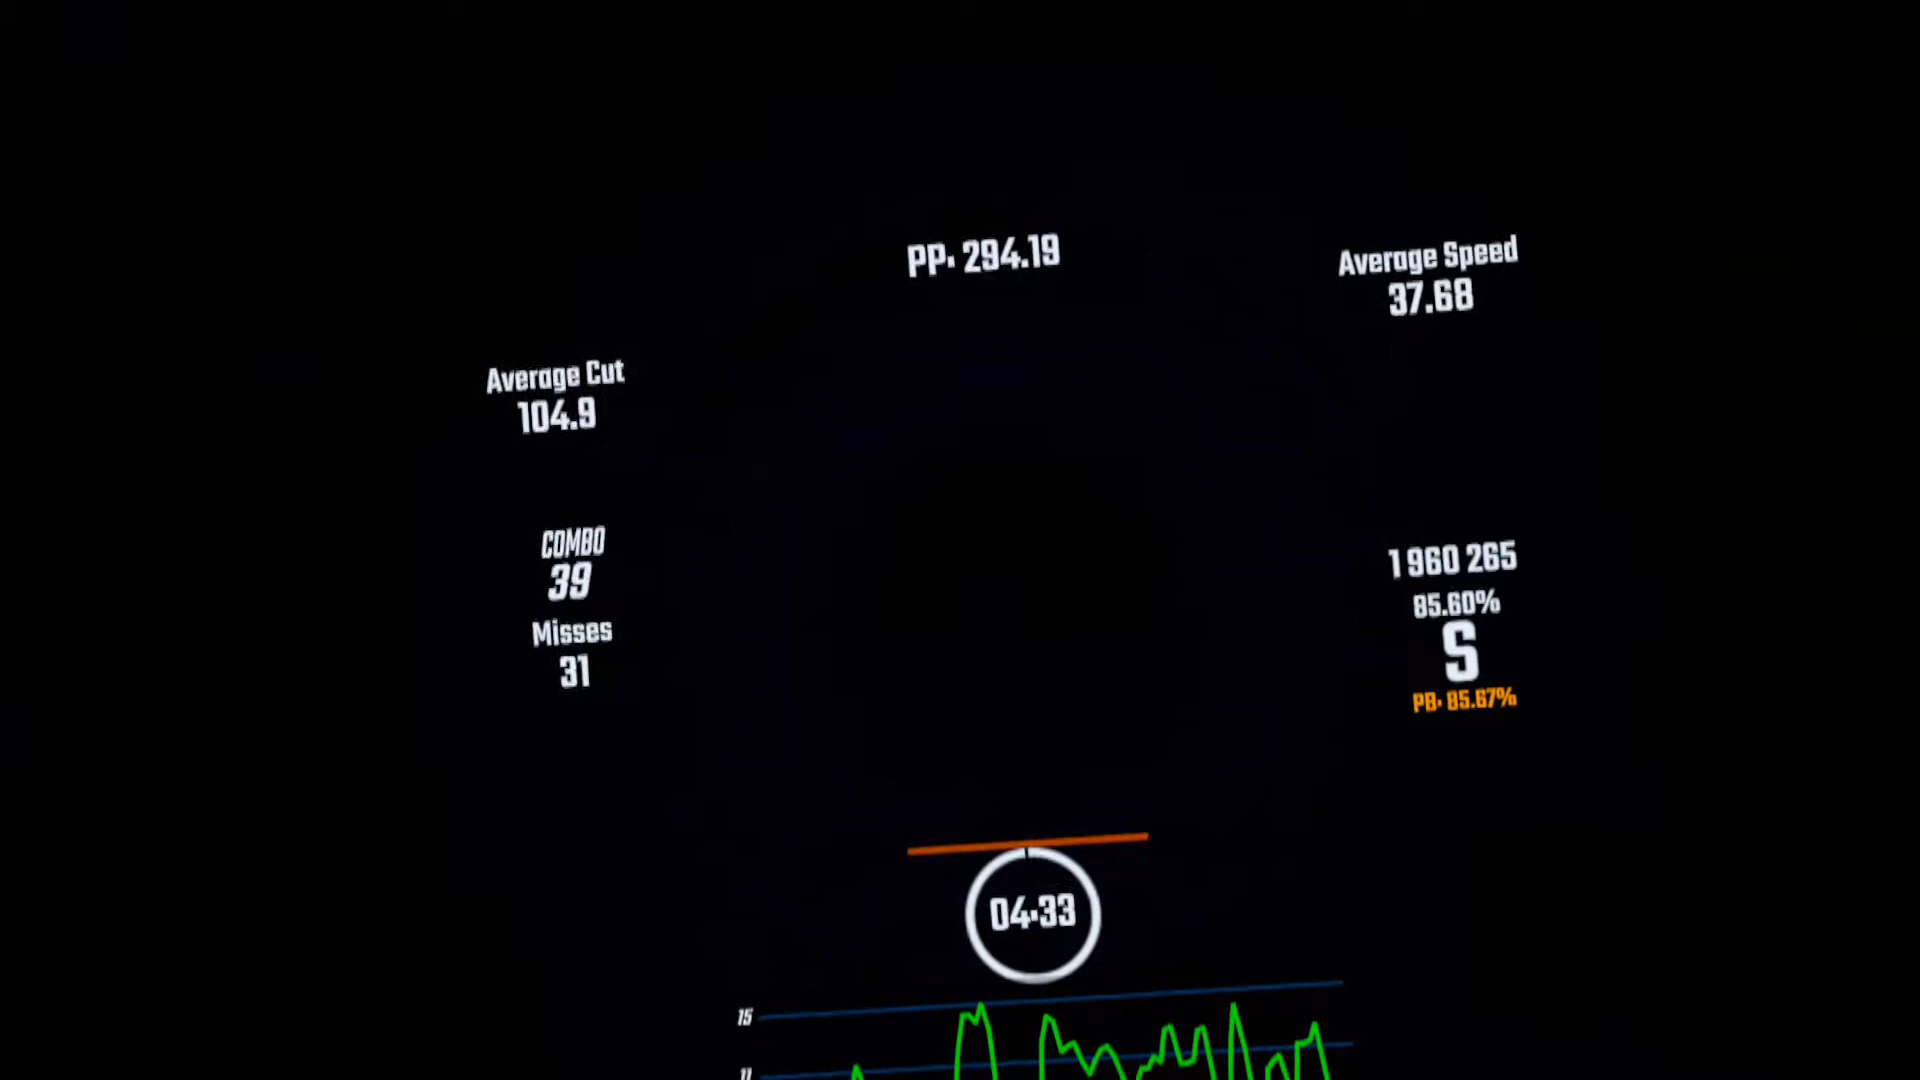 PP: 294.19
Average Speed
37.68
Average Cut
104.9
COMBO
39
Misses
31
1 960 265
85.60%
S
PB: 85.67%
04:33
15
11